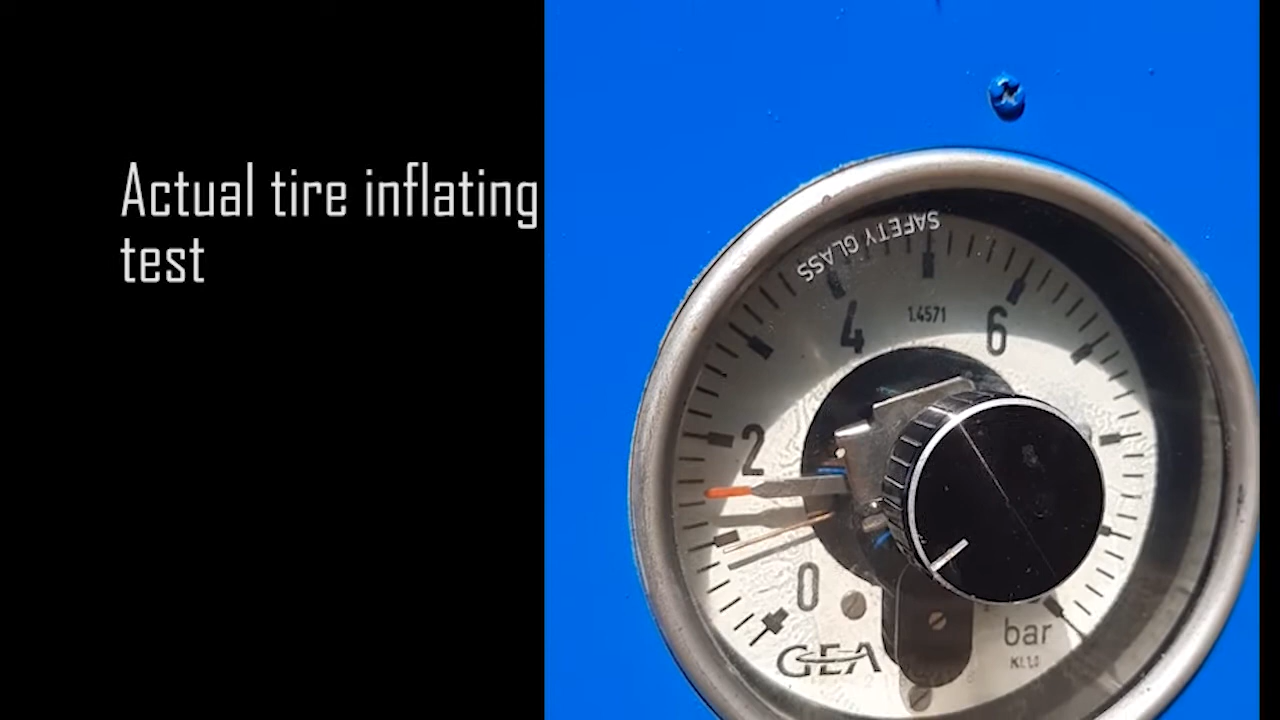 Actual tire inflating
test
SAFETY GLASS
4
1.4571
6
2
0
bar
GEA